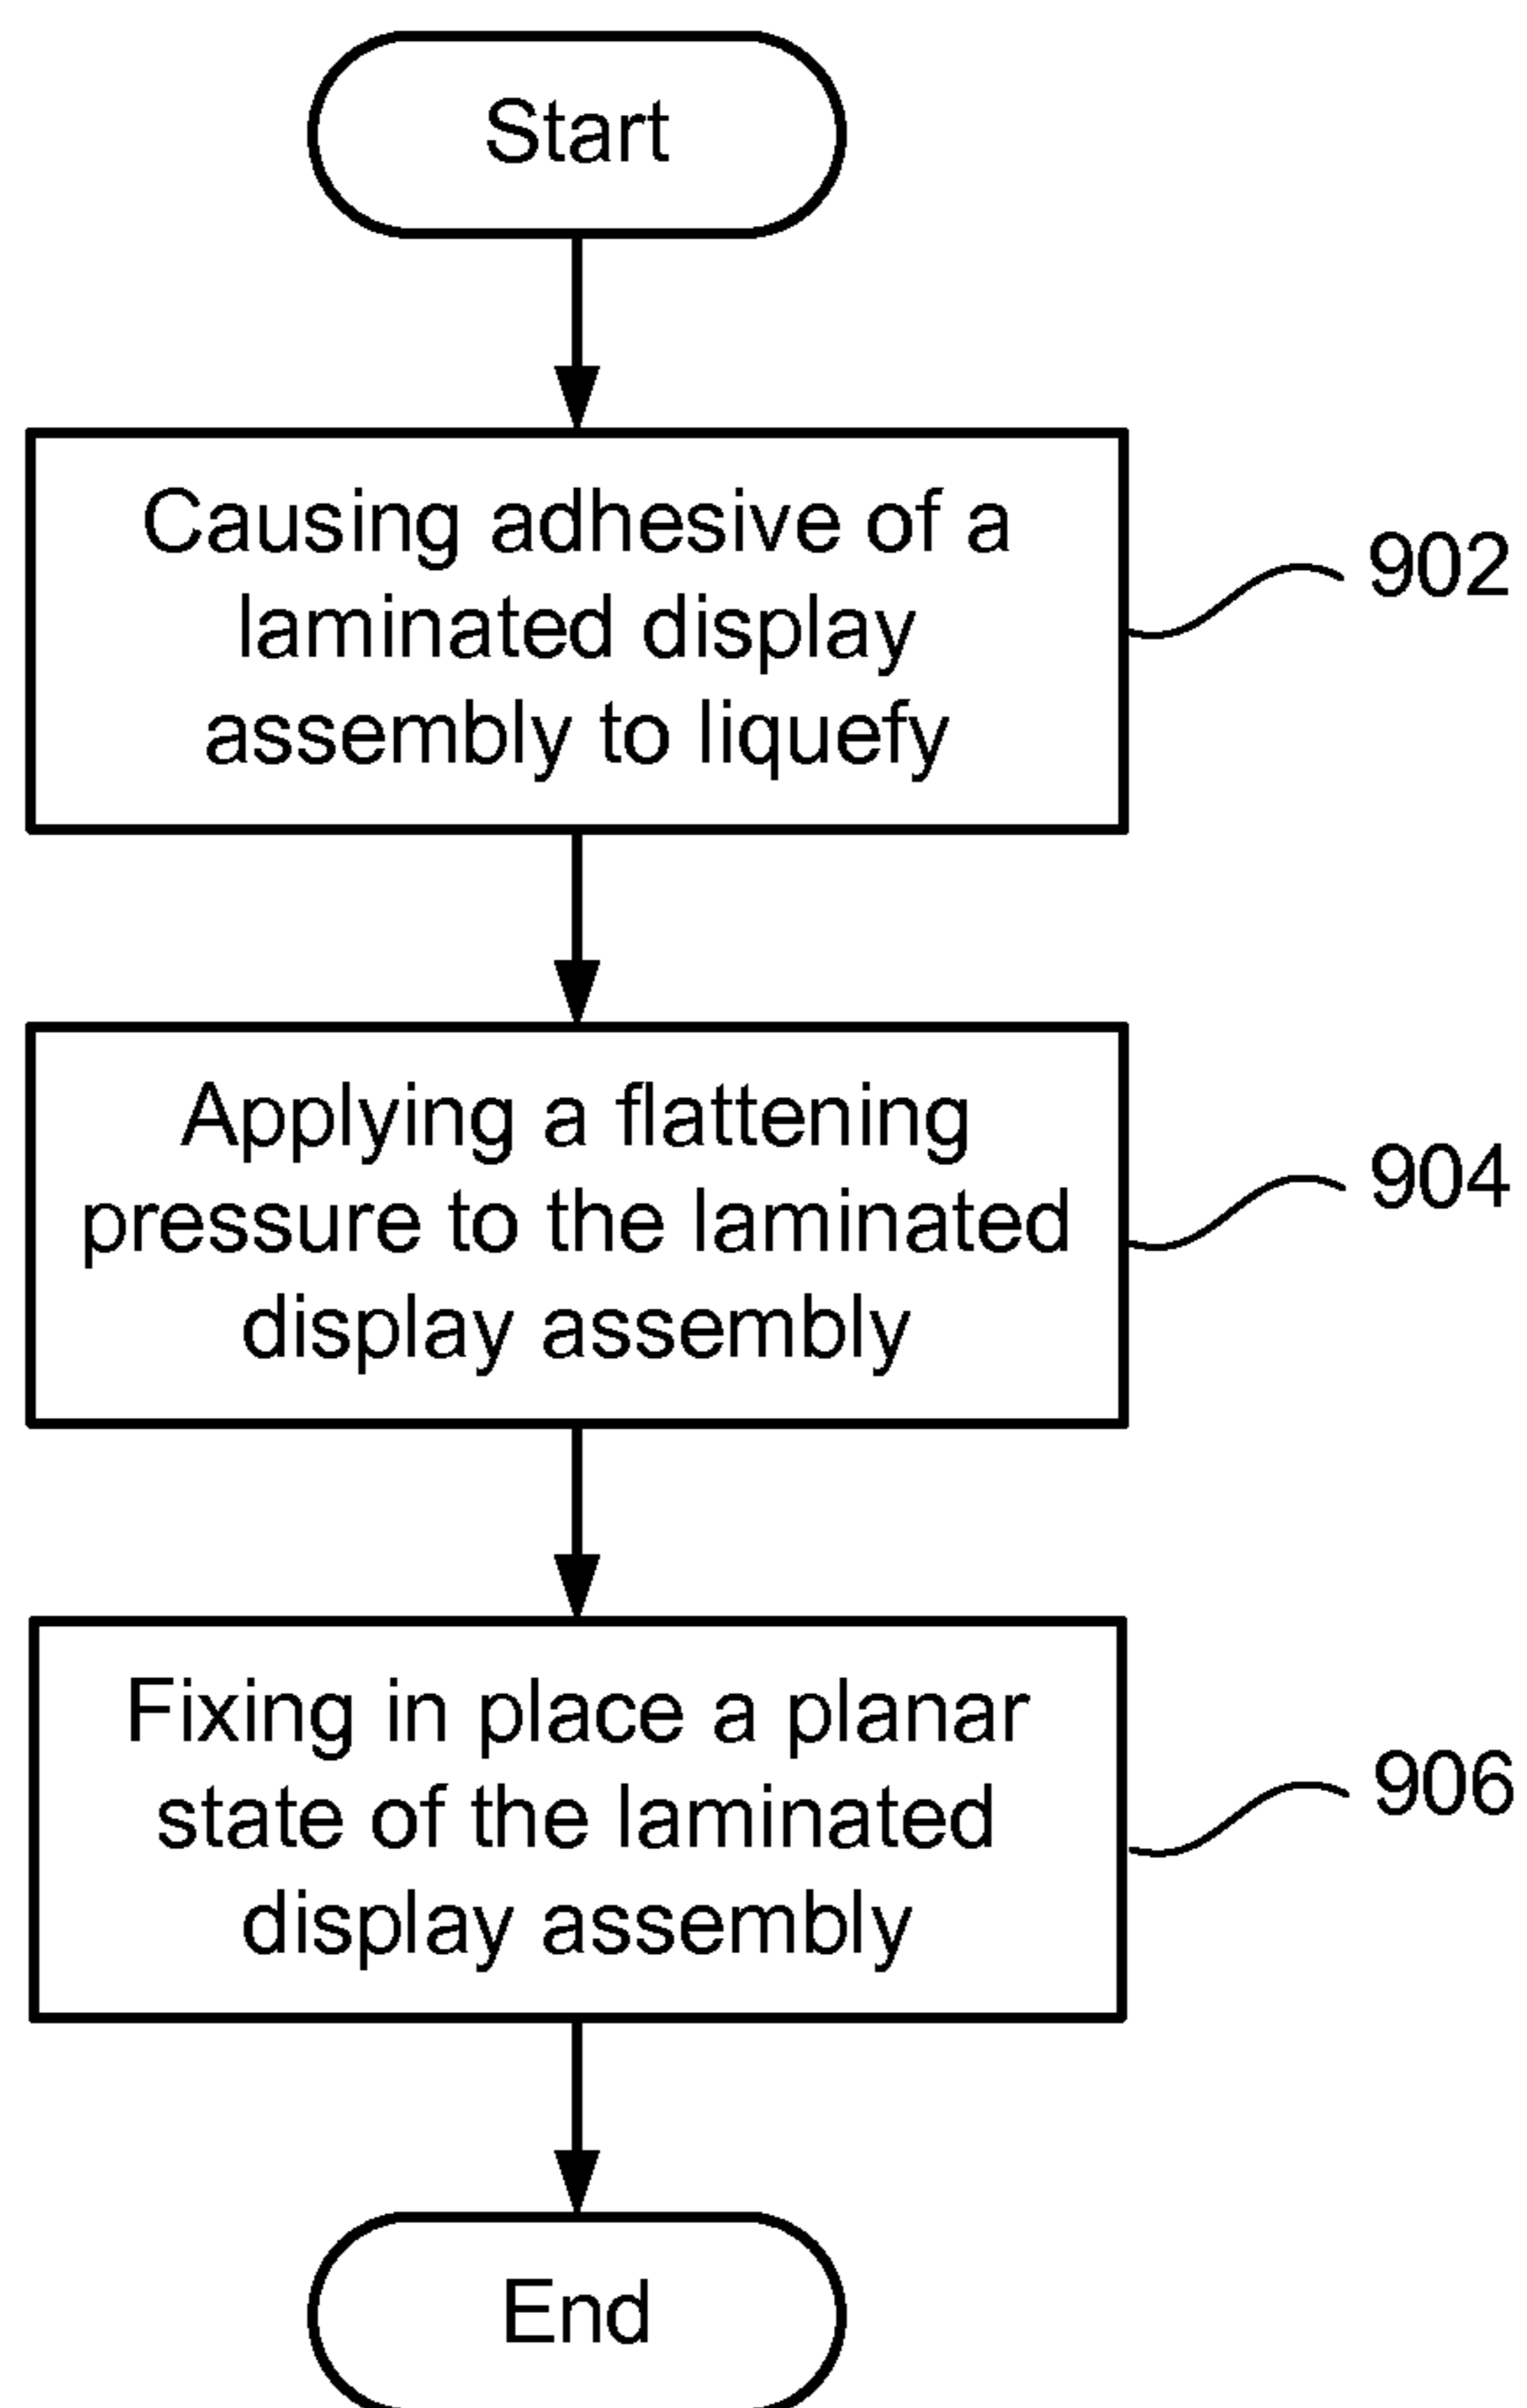 Start
Causing adhesive of a
laminated display
assembly to liquefy
902
Applying a flattening
pressure to the laminated
display assembly
904
Fixing in place a planar
state of the laminated
display assembly
906
End